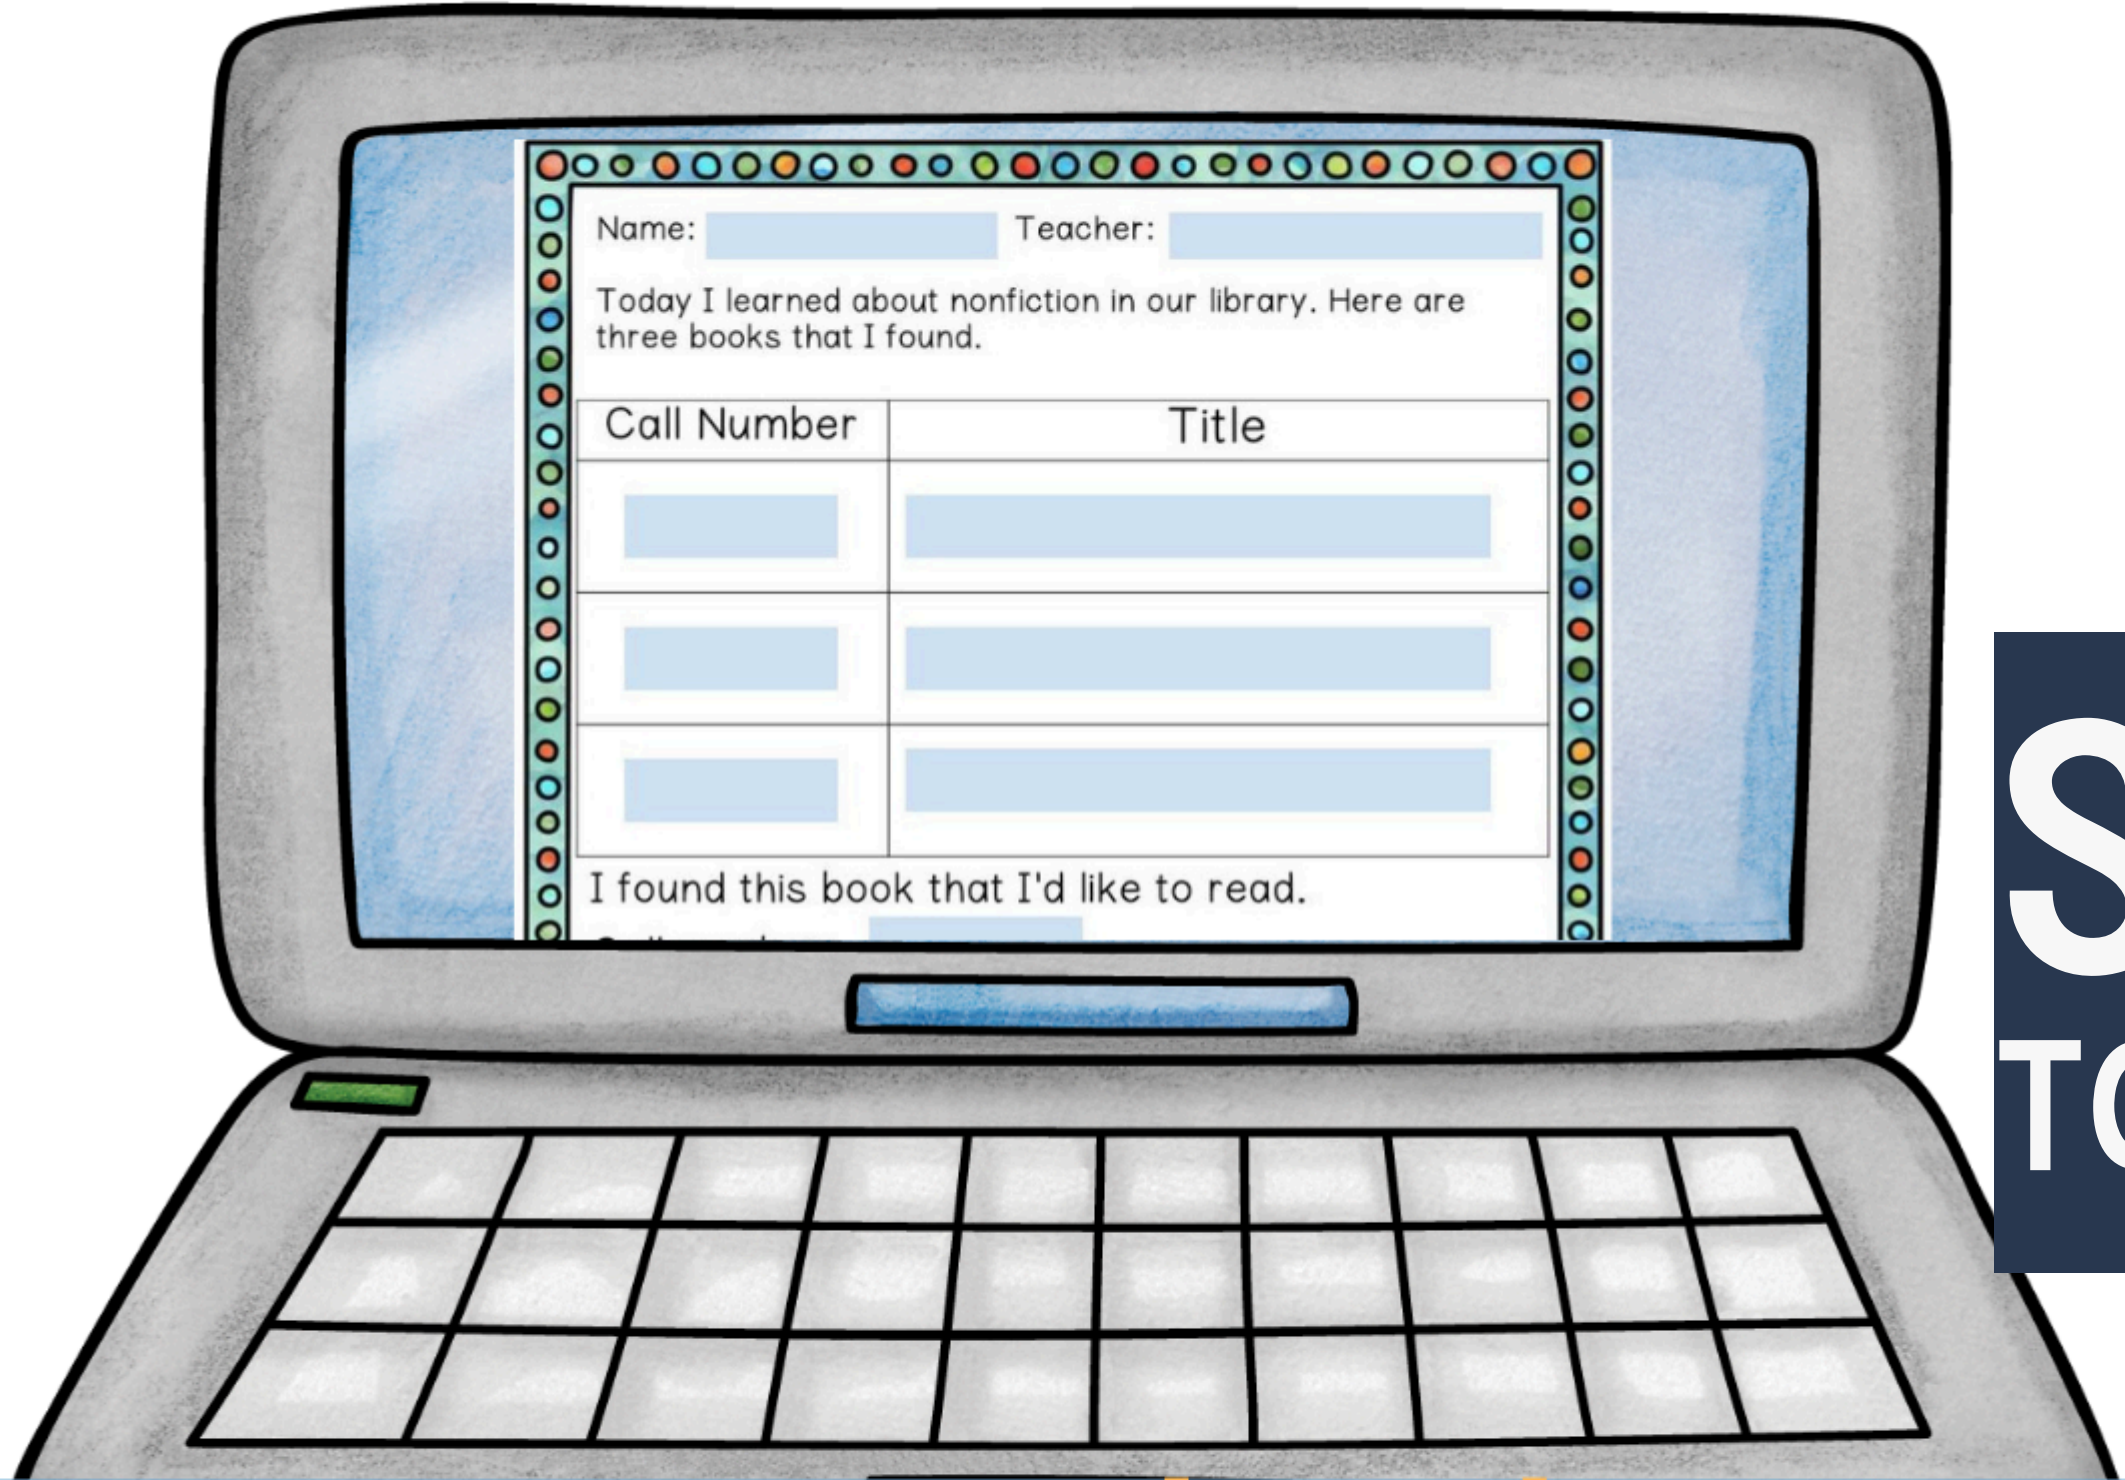 Name: Teacher:
Today I learned about nonfiction in our library. Here are
three books that I found.
Call Number Title
I found this book that I'd like to read.